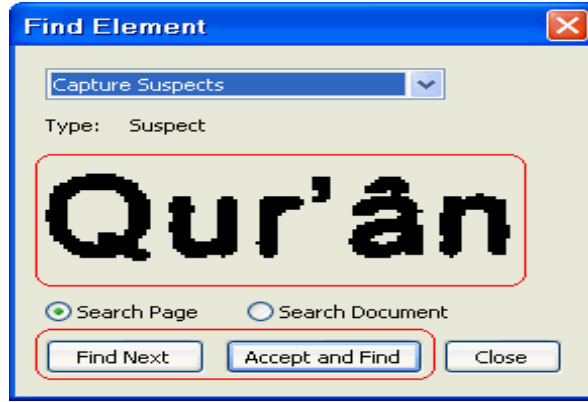 Find Element
Capture Suspects
Type: Suspect
Qur'ân
Search Page Search Document
Find Next Accept and Find Close